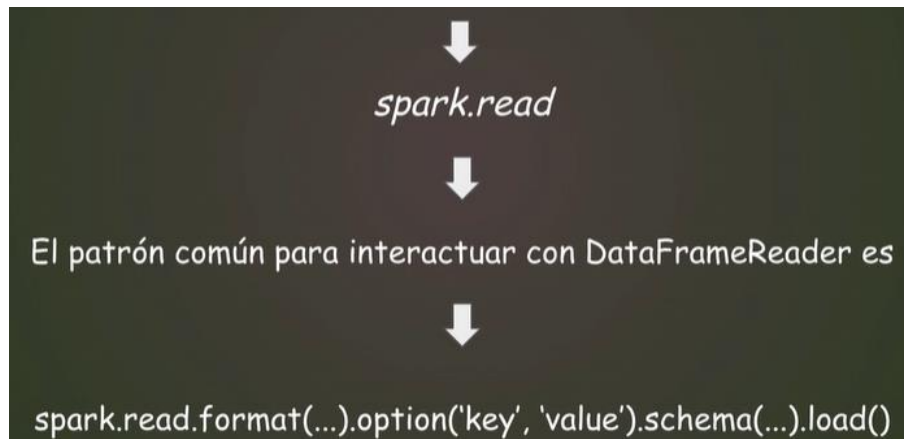 spark.read
El patrón común para interactuar con DataFrameReader es
spark.read.format(...).option(‘key’, ‘value’).schema(...).load()